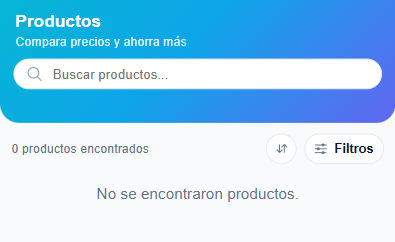 Productos
Compara precios y ahorra más
Buscar productos...
0 productos encontrados
Filtros
No se encontraron productos.